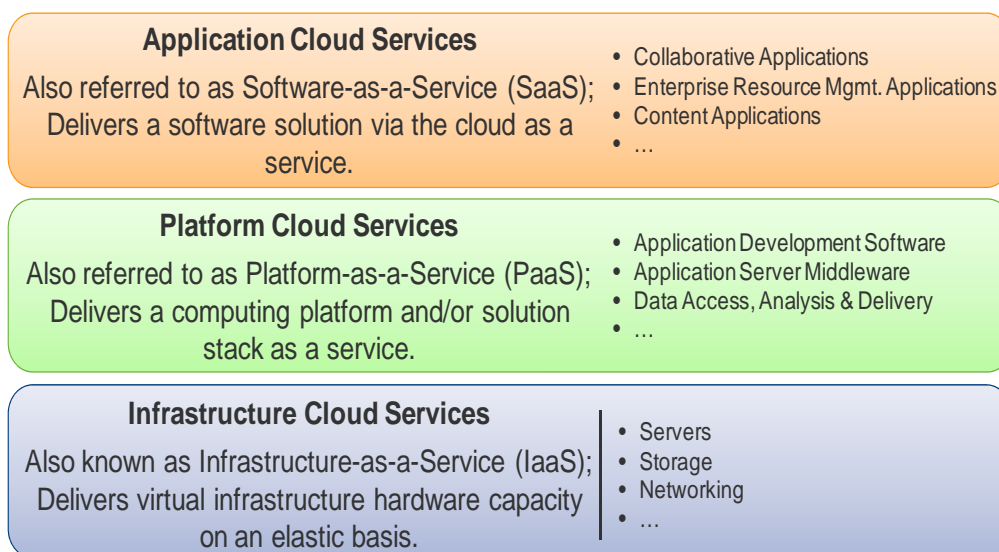 Application Cloud Services
Also referred to as Software-as-a-Service (SaaS);
Delivers a software solution via the cloud as a
service.
• Collaborative Applications
• Enterprise Resource Mgmt. Applications
• Content Applications
• …
Platform Cloud Services
Also referred to as Platform-as-a-Service (PaaS);
Delivers a computing platform and/or solution
stack as a service.
• Application Development Software
• Application Server Middleware
• Data Access, Analysis & Delivery
• …
Infrastructure Cloud Services
Also known as Infrastructure-as-a-Service (IaaS);
Delivers virtual infrastructure hardware capacity
on an elastic basis.
• Servers
• Storage
• Networking
• …